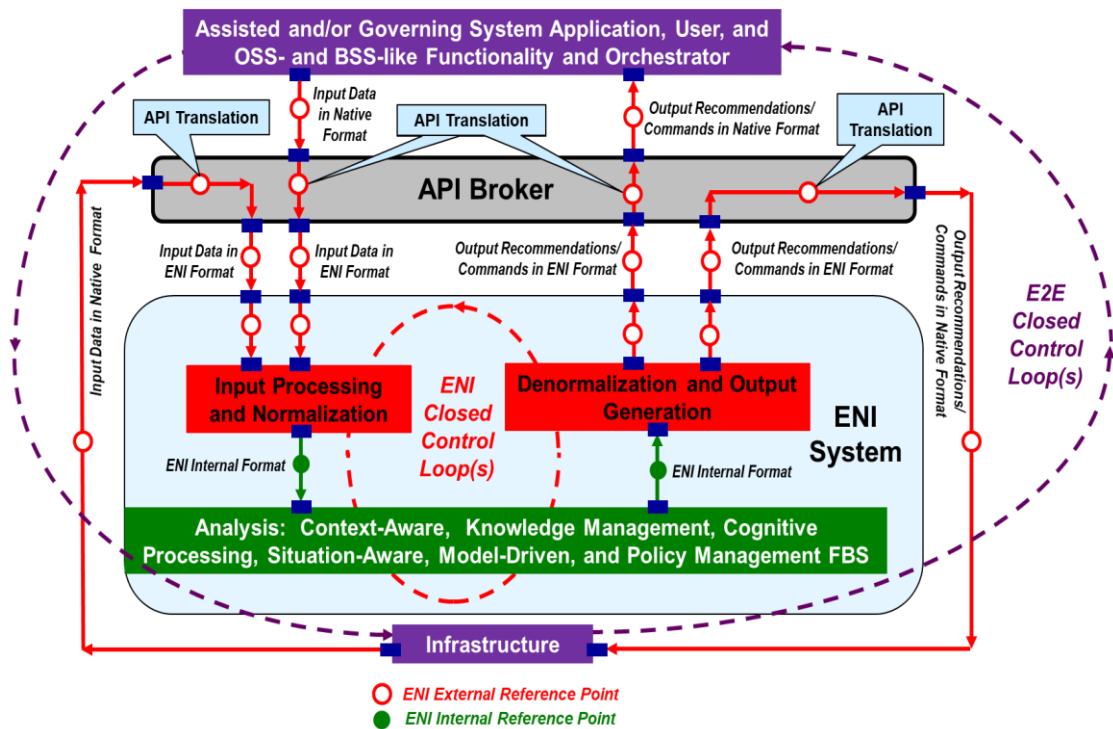 Assisted and/or Governing System Application, User, and
OSS- and BSS-like Functionality and Orchestrator
Input Data
in Native
Format
Output Recommendations/
Commands in Native Format
API Translation
API Translation
API
Translation
API Broker
Input Data in
ENI Format
Input Data in
ENI Format
Output Recommendations/
Commands in ENI Format
Output Recommendations/
Commands in ENI Format
Input Data in Native Format
Output Recommendations/
Commands in Native Format
E2E
Closed
Control
Loop(s)
Input Processing
and Normalization
ENI
Closed
Control
Loop(s)
Denormalization and Output
Generation
ENI
System
ENI Internal Format
ENI Internal Format
Analysis: Context-Aware, Knowledge Management, Cognitive
Processing, Situation-Aware, Model-Driven, and Policy Management FBS
Infrastructure
ENI External Reference Point
ENI Internal Reference Point